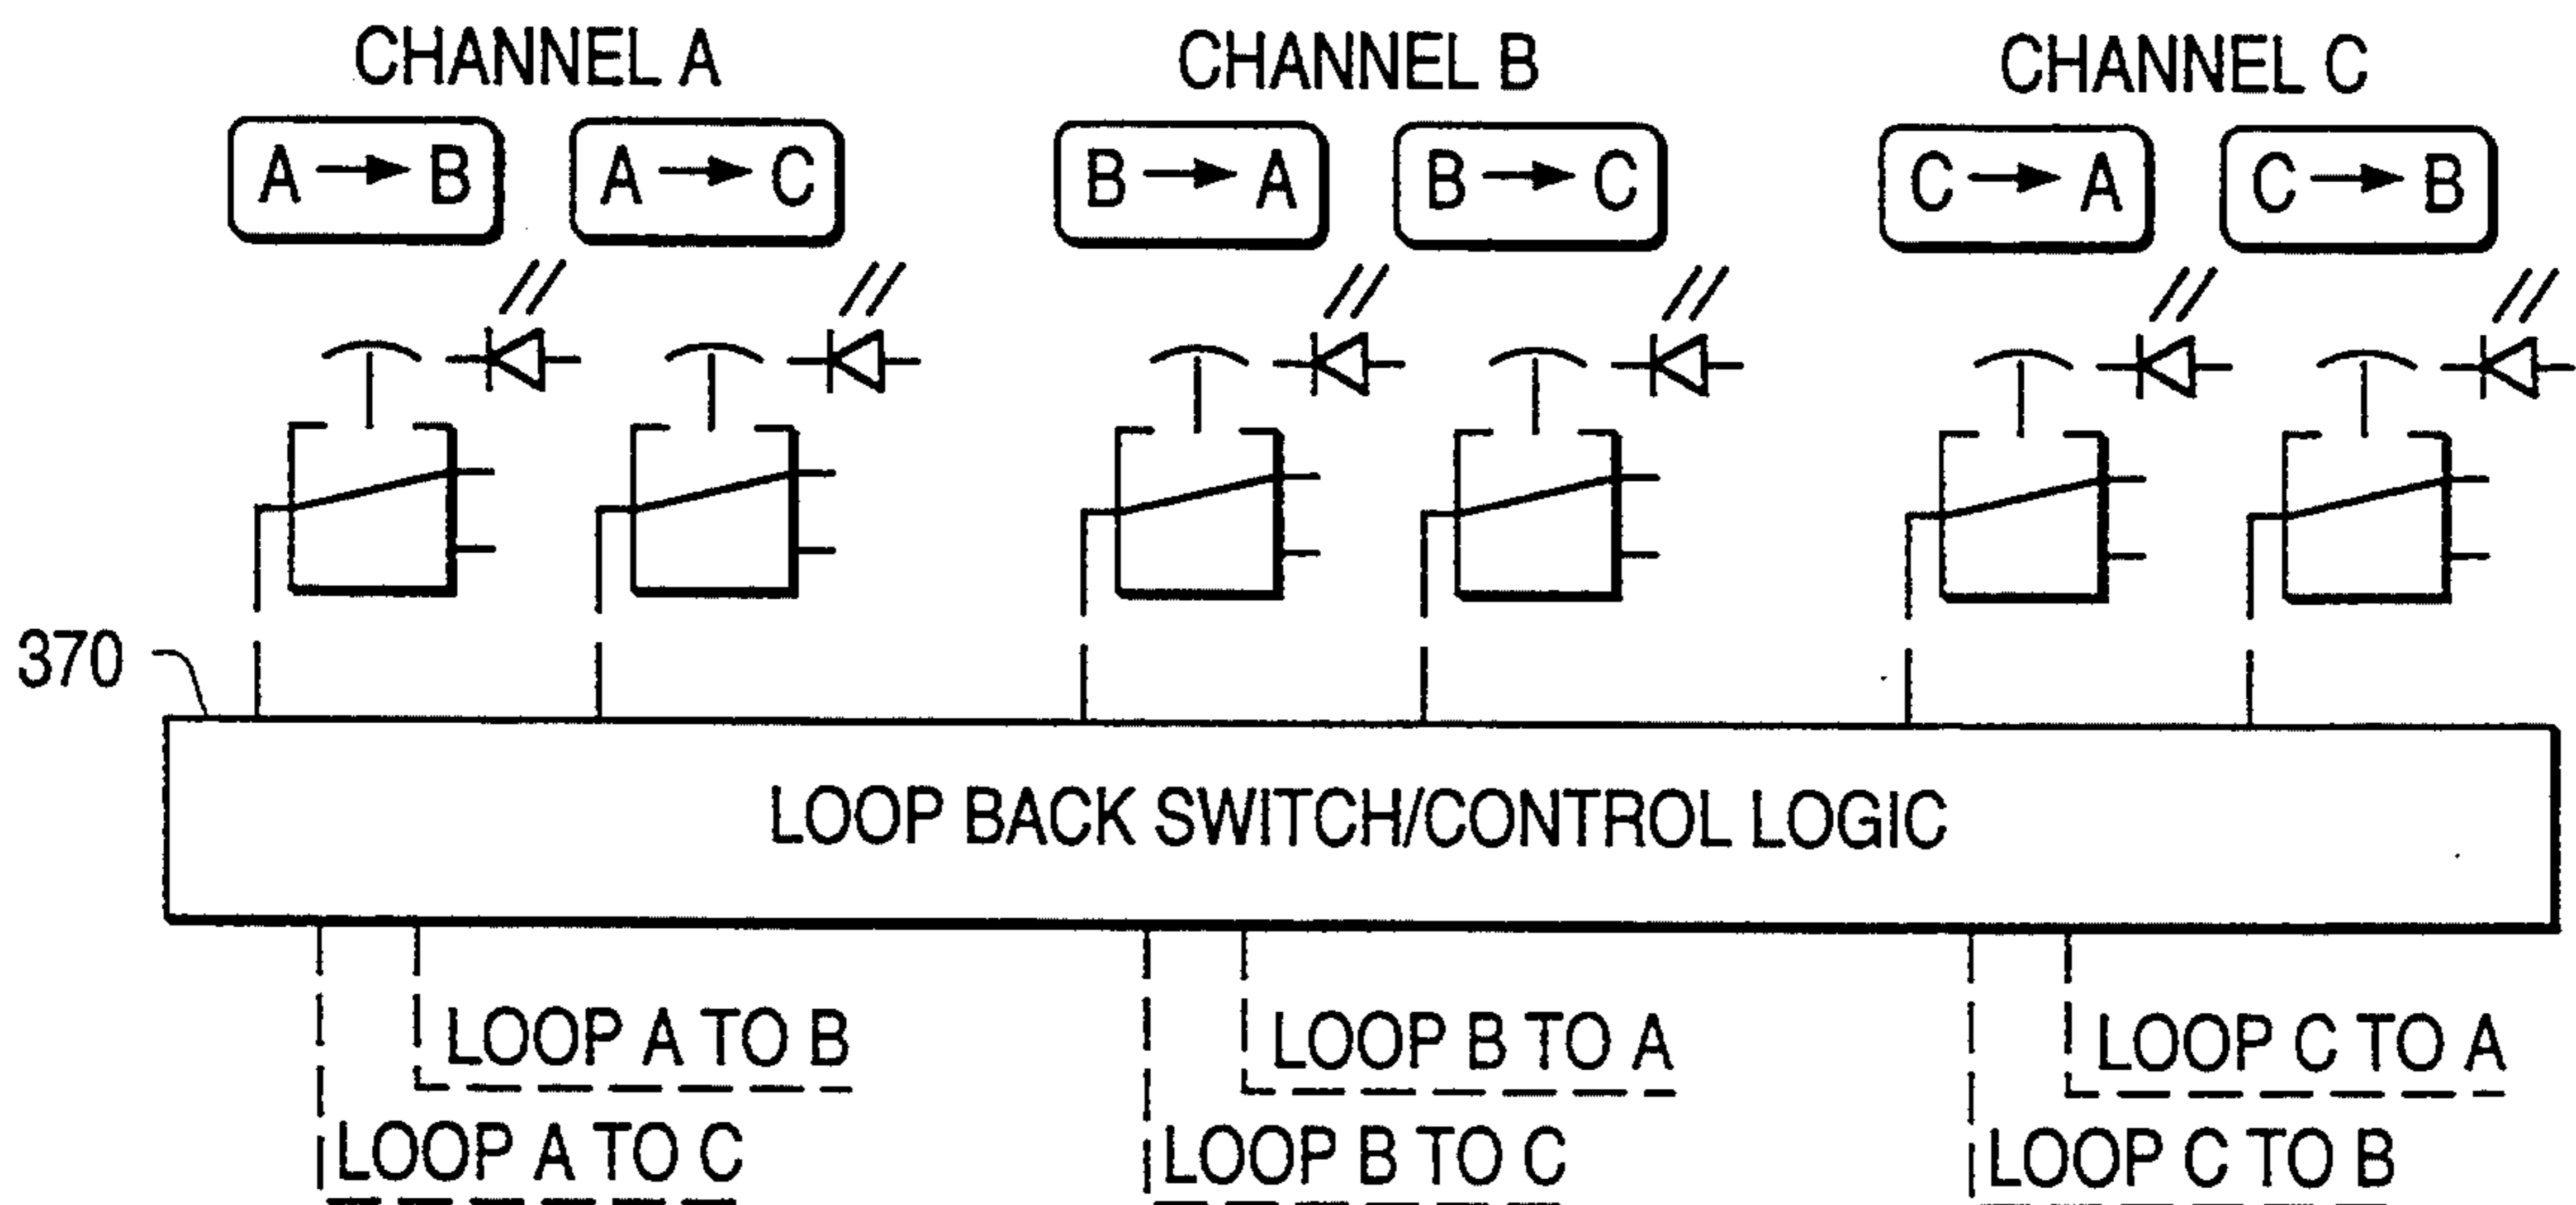 CHANNEL A CHANNEL B CHANNEL C
A → B A → C B → A B → C C → A C → B
370
LOOP BACK SWITCH/CONTROL LOGIC
LOOP A TO B LOOP B TO A LOOP C TO A
LOOP A TO C LOOP B TO C LOOP C TO B